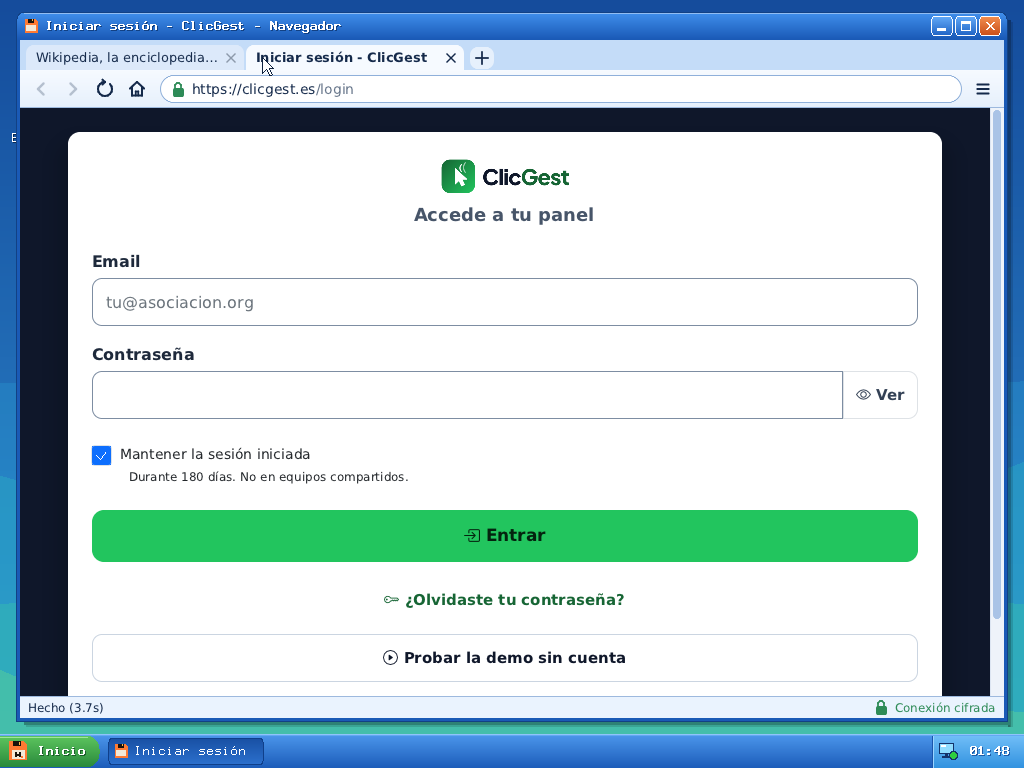 Iniciar sesión - ClicGest - Navegador
Wikipedia, la enciclopedia...
Iniciar sesión - ClicGest
https://clicgest.es/login
E
ClicGest
Accede a tu panel
Email
tu@asociacion.org
Contraseña
Ver
Mantener la sesión iniciada
Durante 180 días. No en equipos compartidos.
Entrar
¿Olvidaste tu contraseña?
Probar la demo sin cuenta
Hecho (3.7s)
Conexión cifrada
Inicio
Iniciar sesión
01:48